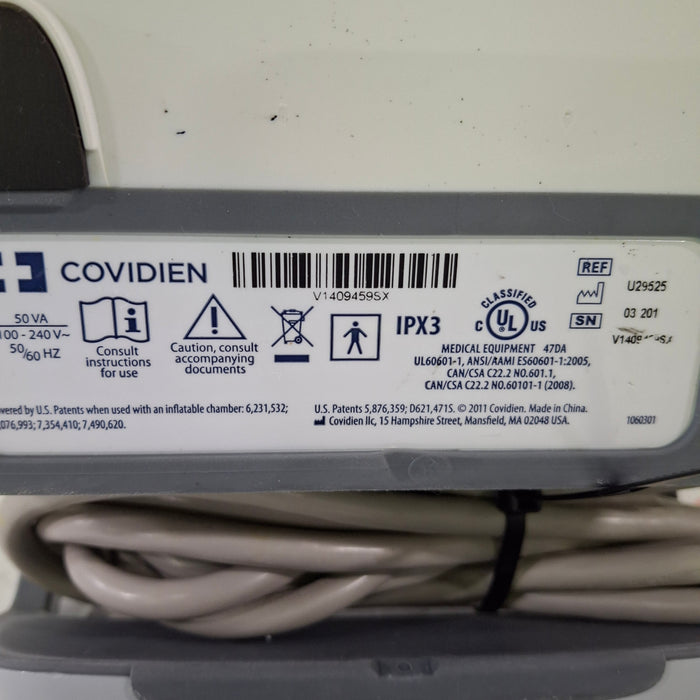 COVIDIEN
V1409459SX
REF U29525
03 201
SN
50 VA
100 - 240 V~
50/60 HZ
i
Consult
instructions
for use
!
Caution, consult
accompanying
documents
IPX3
CLASSIFIED
C UL US
MEDICAL EQUIPMENT 47DA
UL60601-1, ANSI/AAMI ES60601-1:2005,
CAN/CSA C22.2 NO.601.1,
CAN/CSA C22.2 NO.60101-1 (2008).
wered by U.S. Patents when used with an inflatable chamber: 6,231,532;
,076,993; 7,354,410; 7,490,620.
U.S. Patents 5,876,359; D621,471S. © 2011 Covidien. Made in China.
Covidien llc, 15 Hampshire Street, Mansfield, MA 02048 USA.
1060301